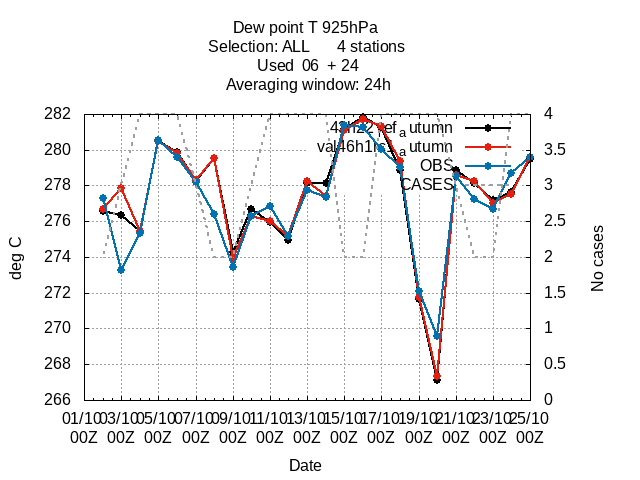 Dew point T 925hPa
Selection: ALL 4 stations
Used 06 + 24
Averaging window: 24h
282
280
278
276
274
272
270
268
266
4
3.5
3
2.5
2
1.5
1
0.5
0
utumn
utumn
OBS
CASES
deg C
No cases
01/10 03/10 05/10 07/10 09/10 11/10 13/10 15/10 17/10 19/10 21/10 23/10 25/10
00Z 00Z 00Z 00Z 00Z 00Z 00Z 00Z 00Z 00Z 00Z 00Z 00Z
Date